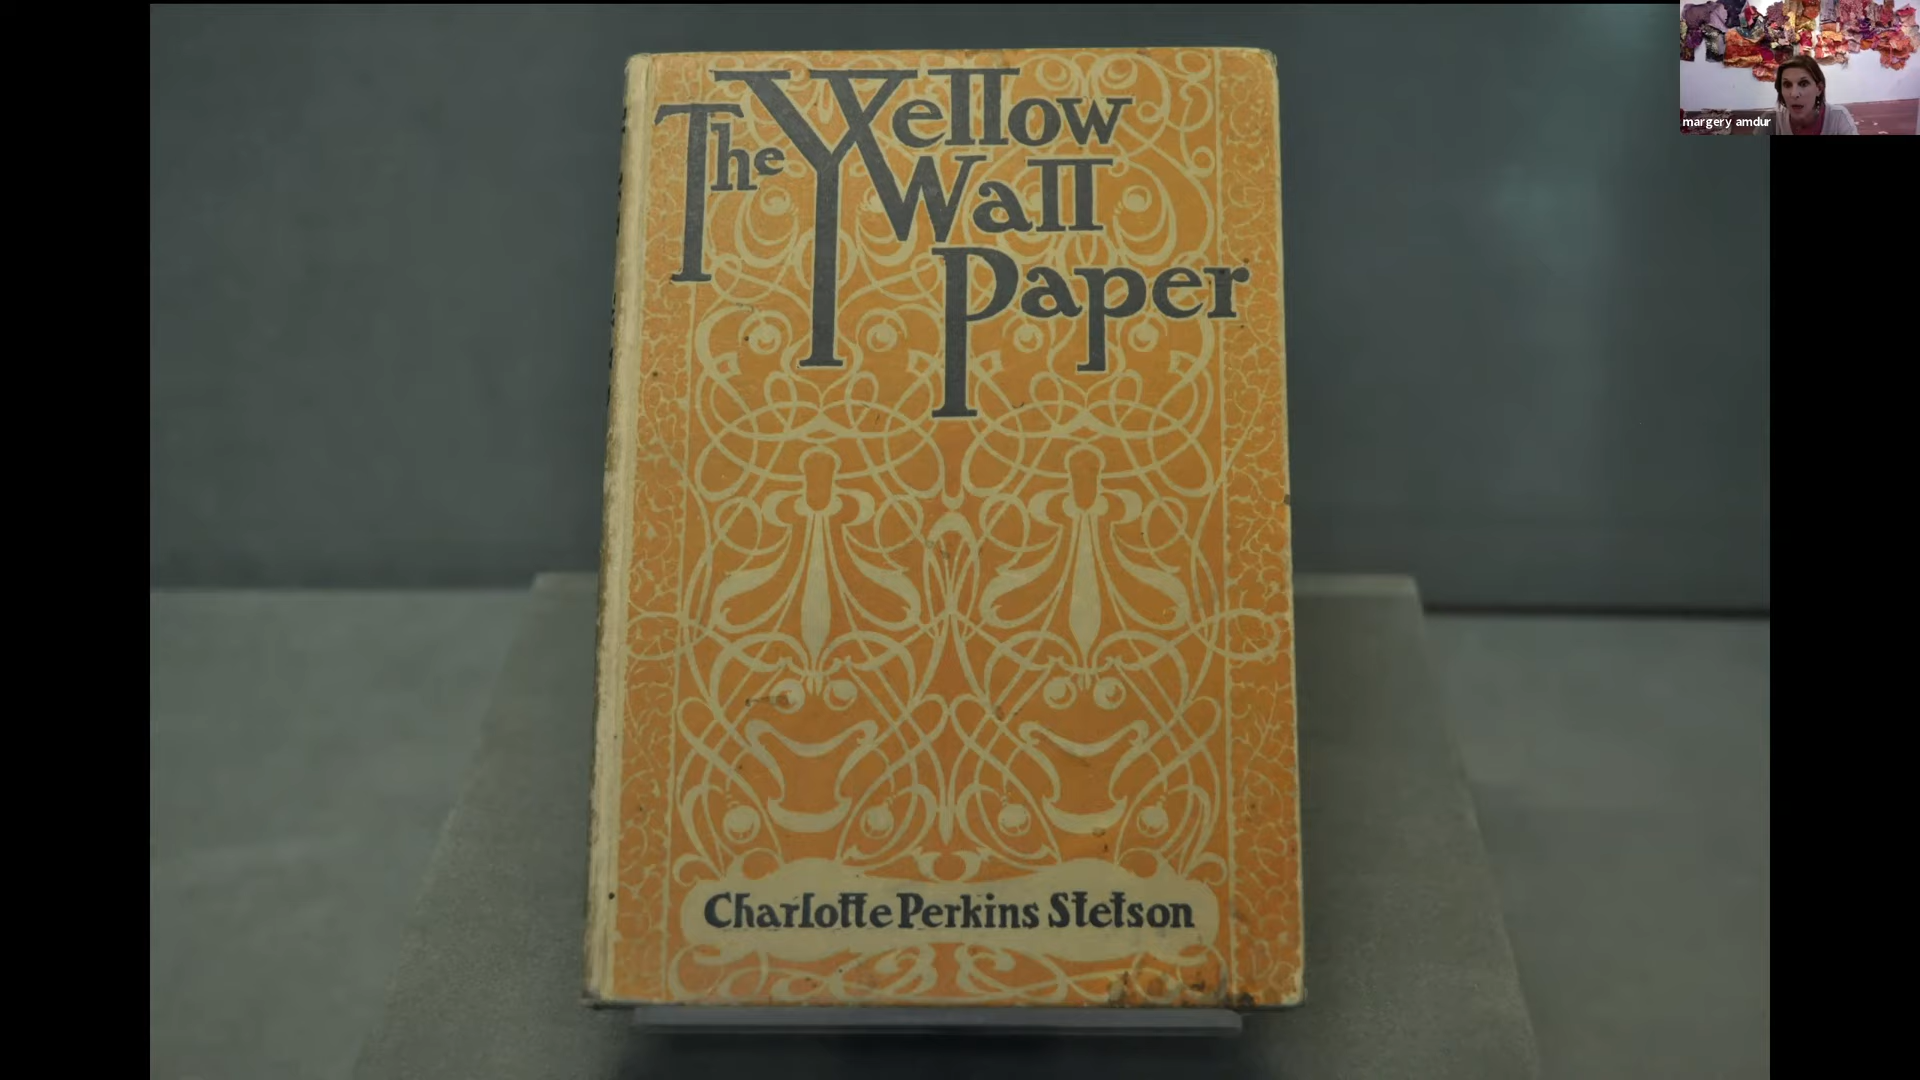 The Yellow
Wall
Paper
Charlotte Perkins Stetson
margery amdur